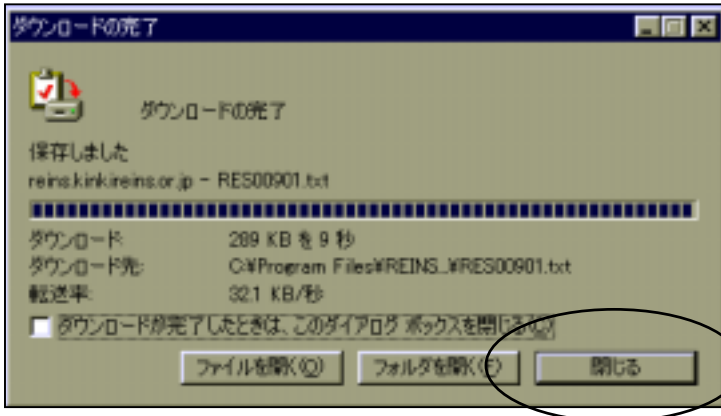 ダウンロードの完了
ダウンロードの完了
保存しました
reins.kinkireins.or.jp - RES00901.txt
ダウンロード: 289 KB を 9 秒
ダウンロード先: C:¥Program Files¥REINS...¥RES00901.txt
転送率: 32.1 KB/秒
ダウンロードが完了したときは、このダイアログ ボックスを閉じる(C)
ファイルを開く(O) フォルダを開く(F) 閉じる